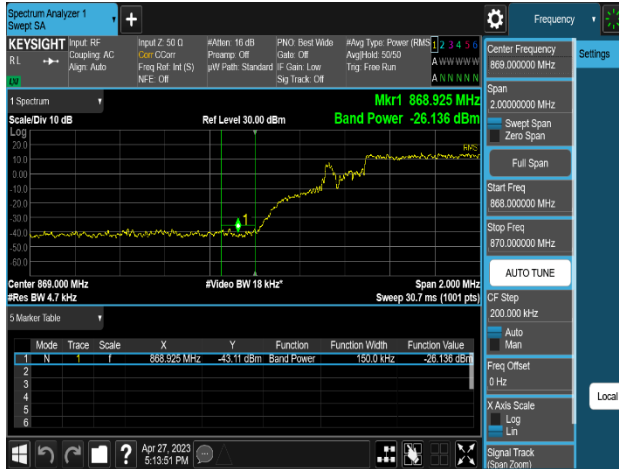 Spectrum Analyzer 1
Swept SA
+
Frequency
Settings
KEYSIGHT
RL
Input: RF
Coupling: AC
Align: Auto
Input Z: 50 Ω
Corr CCorr
Freq Ref: Int (S)
NFE: Off
#Atten: 16 dB
Preamp: Off
µW Path: Standard
PNO: Best Wide
Gate: Off
IF Gain: Low
Sig Track: Off
#Avg Type: Power (RMS
Avg|Hold: 50/50
Trig: Free Run
1 2 3 4 5 6
A WW WWW
A N N N N N
1 Spectrum
Scale/Div 10 dB
Ref Level 30.00 dBm
Mkr1 868.925 MHz
Band Power -26.136 dBm
Log
20.0
10.0
0.00
-10.0
-20.0
-30.0
-40.0
-50.0
-60.0
RMS
1
Center 869.000 MHz
#Video BW 18 kHz*
Span 2.000 MHz
#Res BW 4.7 kHz
Sweep 30.7 ms (1001 pts)
5 Marker Table
Mode Trace Scale X Y Function Function Width Function Value
1 N 1 f 868.925 MHz -43.11 dBm Band Power 150.0 kHz -26.136 dBm
2
3
4
5
6
?
Apr 27, 2023
5:13:51 PM
Center Frequency
869.000000 MHz
Span
2.00000000 MHz
Swept Span
Zero Span
Full Span
Start Freq
868.000000 MHz
Stop Freq
870.000000 MHz
AUTO TUNE
CF Step
200.000 kHz
Auto
Man
Freq Offset
0 Hz
X Axis Scale
Log
Lin
Signal Track
(Span Zoom)
Local